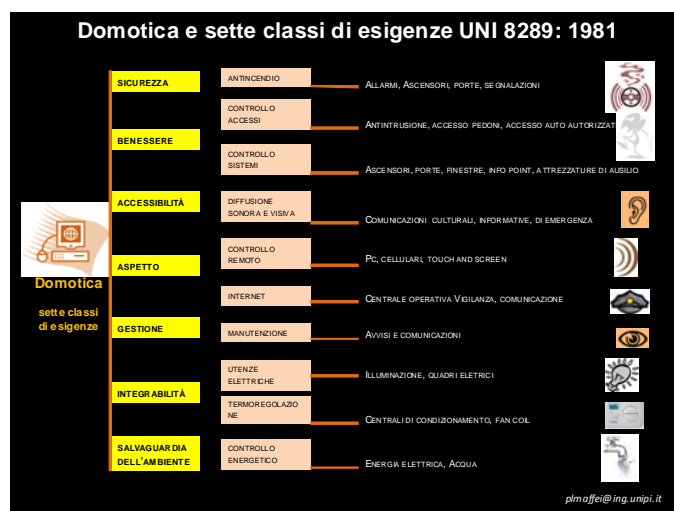 Domotica e sette classi di esigenze UNI 8289: 1981
SICUREZZA
ANTINCENDIO
ALLARMI, ASCENSORI, PORTE, SEGNALAZIONI
CONTROLLO
ACCESSI
ANTINTRUSIONE, ACCESSO PEDONI, ACCESSO AUTO AUTORIZZAT
BENESSERE
CONTROLLO
SISTEMI
ASCENSORI, PORTE, FINESTRE, INFO POINT, ATTREZZATURE DI AUSILIO
ACCESSIBILITÀ
DIFFUSIONE
SONORA E VISIVA
COMUNICAZIONI CULTURALI, INFORMATIVE, DI EMERGENZA
ASPETTO
CONTROLLO
REMOTO
PC, CELLULARI, TOUCH AND SCREEN
Domotica
sette classi
di esigenze
INTERNET
CENTRALE OPERATIVA VIGILANZA, COMUNICAZIONE
GESTIONE
MANUTENZIONE
AVVISI E COMUNICAZIONI
UTENZE
ELETTRICHE
ILLUMINAZIONE, QUADRI ELETRICI
INTEGRABILITÀ
TERMOREGOLAZIO
NE
CENTRALI DI CONDIZIONAMENTO, FAN COIL
SALVAGUARDIA
DELL'AMBIENTE
CONTROLLO
ENERGETICO
ENERGIA ELETTRICA, ACQUA
plmaffei@ing.unipi.it